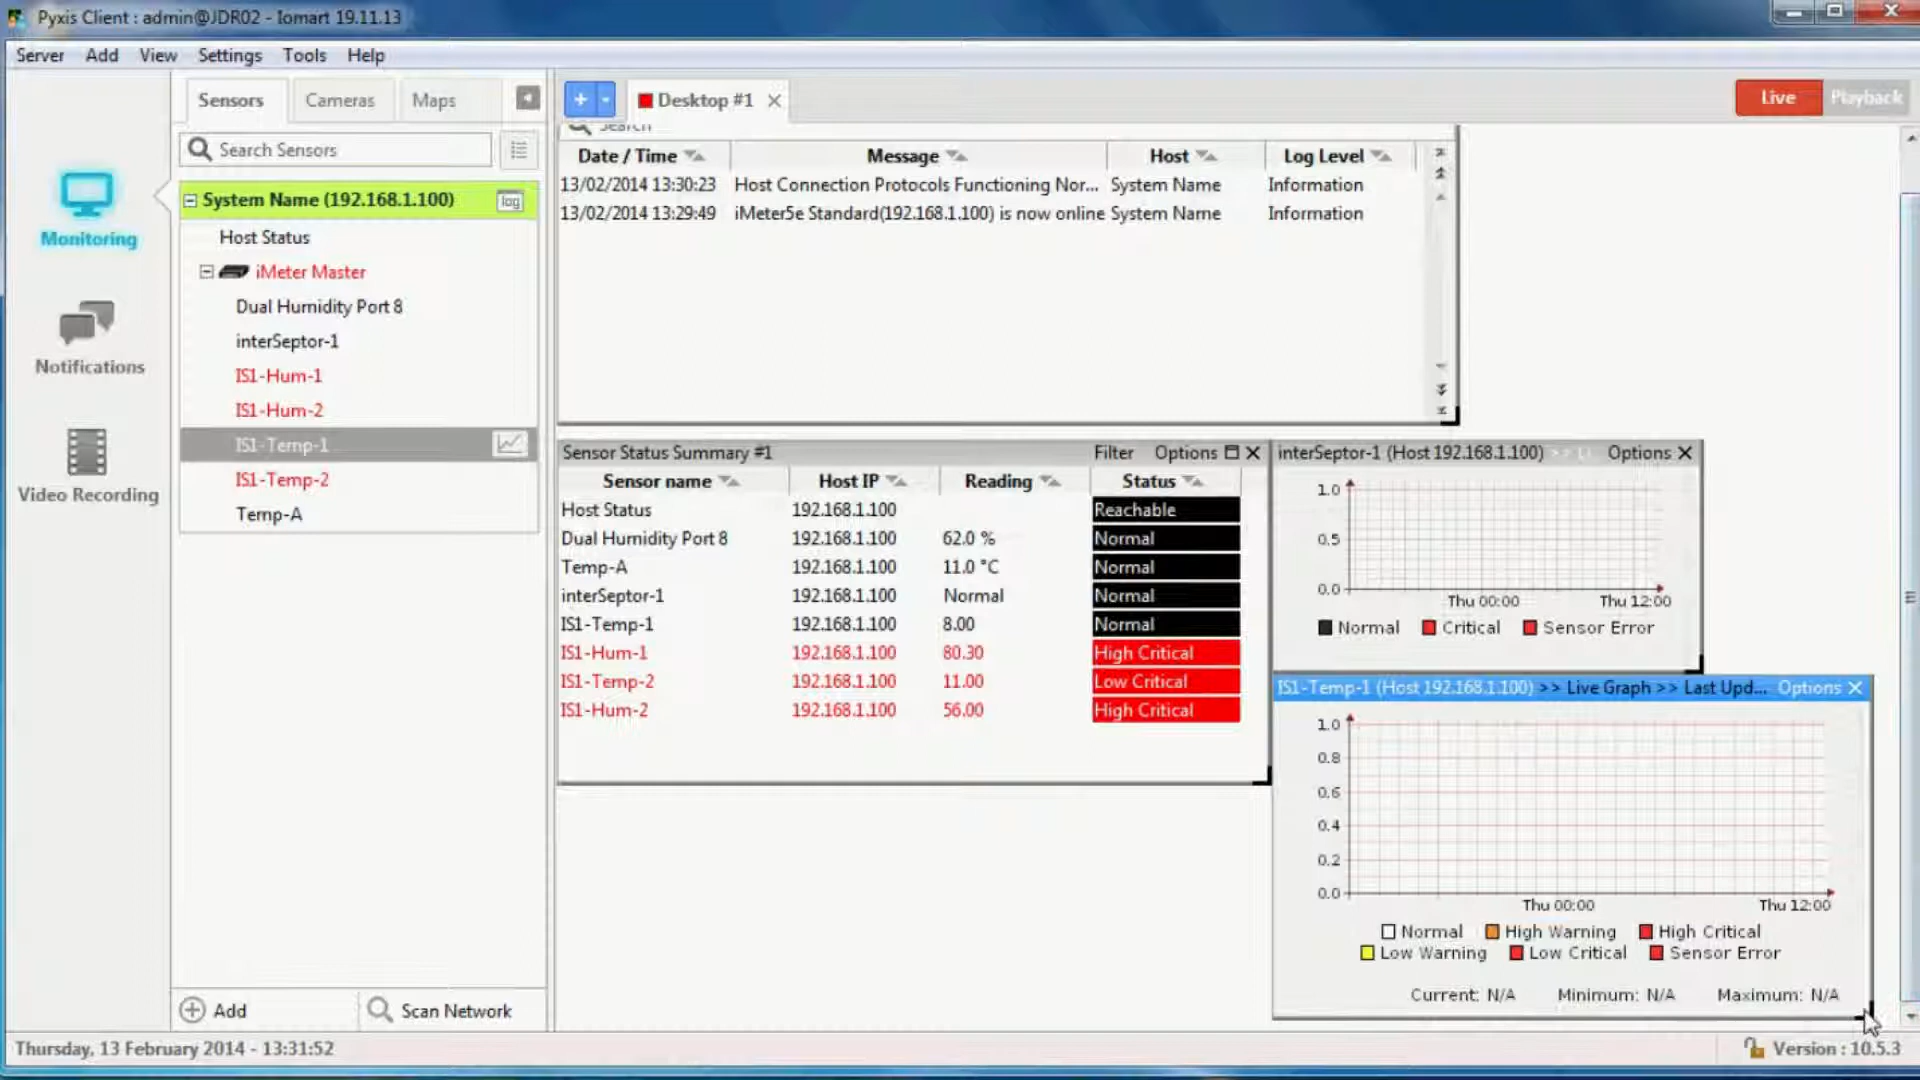 Pyxis Client : admin@JDR02 - Iomart 19.11.13
Server Add View Settings Tools Help
Sensors Cameras Maps
Desktop #1
Live Playback
Search Sensors
Search
System Name (192.168.1.100) log
Host Status
iMeter Master
Dual Humidity Port 8
interSeptor-1
IS1-Hum-1
IS1-Hum-2
IS1-Temp-1
IS1-Temp-2
Temp-A
Monitoring
Notifications
Video Recording
Date / Time Message Host Log Level
13/02/2014 13:30:23 Host Connection Protocols Functioning Nor... System Name Information
13/02/2014 13:29:49 iMeter5e Standard(192.168.1.100) is now online System Name Information
Sensor Status Summary #1 Filter Options
Sensor name Host IP Reading Status
Host Status 192.168.1.100 Reachable
Dual Humidity Port 8 192.168.1.100 62.0 % Normal
Temp-A 192.168.1.100 11.0 °C Normal
interSeptor-1 192.168.1.100 Normal Normal
IS1-Temp-1 192.168.1.100 8.00 Normal
IS1-Hum-1 192.168.1.100 80.30 High Critical
IS1-Temp-2 192.168.1.100 11.00 Low Critical
IS1-Hum-2 192.168.1.100 56.00 High Critical
interSeptor-1 (Host 192.168.1.100) Options
1.0
0.5
0.0
Thu 00:00 Thu 12:00
Normal Critical Sensor Error
IS1-Temp-1 (Host 192.168.1.100) >> Live Graph >> Last Upd... Options
1.0
0.8
0.6
0.4
0.2
0.0
Thu 00:00 Thu 12:00
Normal High Warning High Critical
Low Warning Low Critical Sensor Error
Current: N/A Minimum: N/A Maximum: N/A
Add Scan Network
Thursday, 13 February 2014 - 13:31:52
Version : 10.5.3